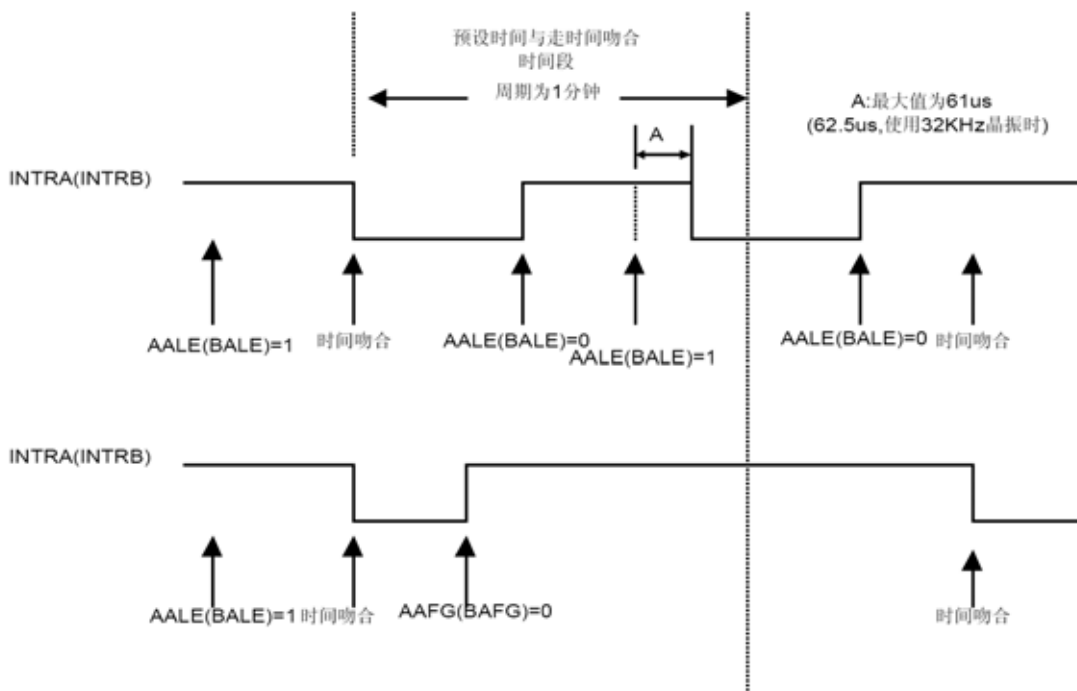 预设时间与走时间吻合
时间段
周期为1分钟
A:最大值为61us
(62.5us,使用32KHz晶振时)
A
INTRA(INTRB)
AALE(BALE)=1
时间吻合
AALE(BALE)=0
AALE(BALE)=1
AALE(BALE)=0
时间吻合
INTRA(INTRB)
AALE(BALE)=1
时间吻合
AAFG(BAFG)=0
时间吻合